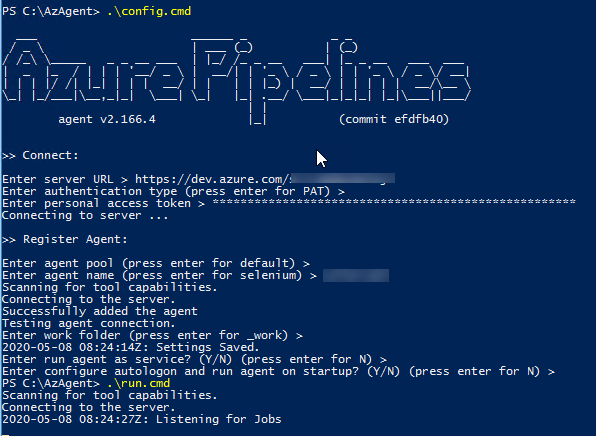 PS C:\AzAgent> .\config.cmd
Azure Pipelines
agent v2.166.4 (commit efdfb40)
>> Connect:
Enter server URL > https://dev.azure.com/
Enter authentication type (press enter for PAT) >
Enter personal access token > ****************************************************
Connecting to server ...
>> Register Agent:
Enter agent pool (press enter for default) >
Enter agent name (press enter for selenium) >
Scanning for tool capabilities.
Connecting to the server.
Successfully added the agent
Testing agent connection.
Enter work folder (press enter for _work) >
2020-05-08 08:24:14Z: Settings Saved.
Enter run agent as service? (Y/N) (press enter for N) >
Enter configure autologon and run agent on startup? (Y/N) (press enter for N) >
PS C:\AzAgent> .\run.cmd
Scanning for tool capabilities.
Connecting to the server.
2020-05-08 08:24:27Z: Listening for Jobs